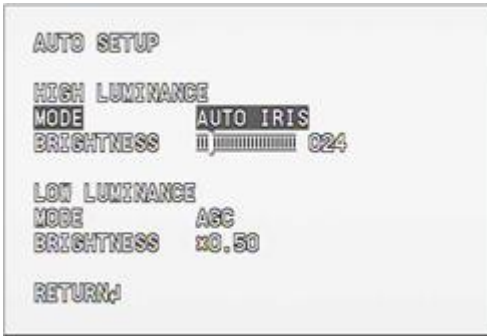 AUTO SETUP
HIGH LUMINANCE
MODE AUTO IRIS
BRIGHTNESS 024
LOW LUMINANCE
MODE AGC
BRIGHTNESS ×0.50
RETURN↲